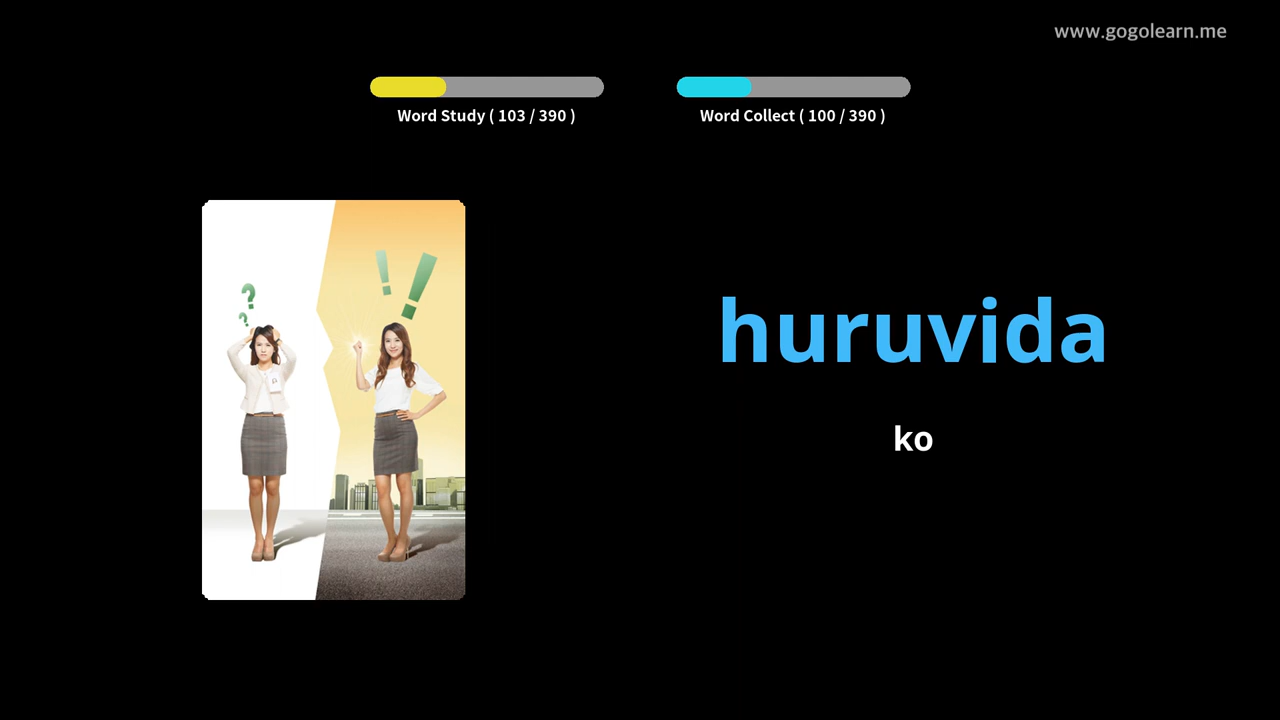 www.gogolearn.me
Word Study ( 103 / 390 )
Word Collect ( 100 / 390 )
? ?
! !
huruvida
ko